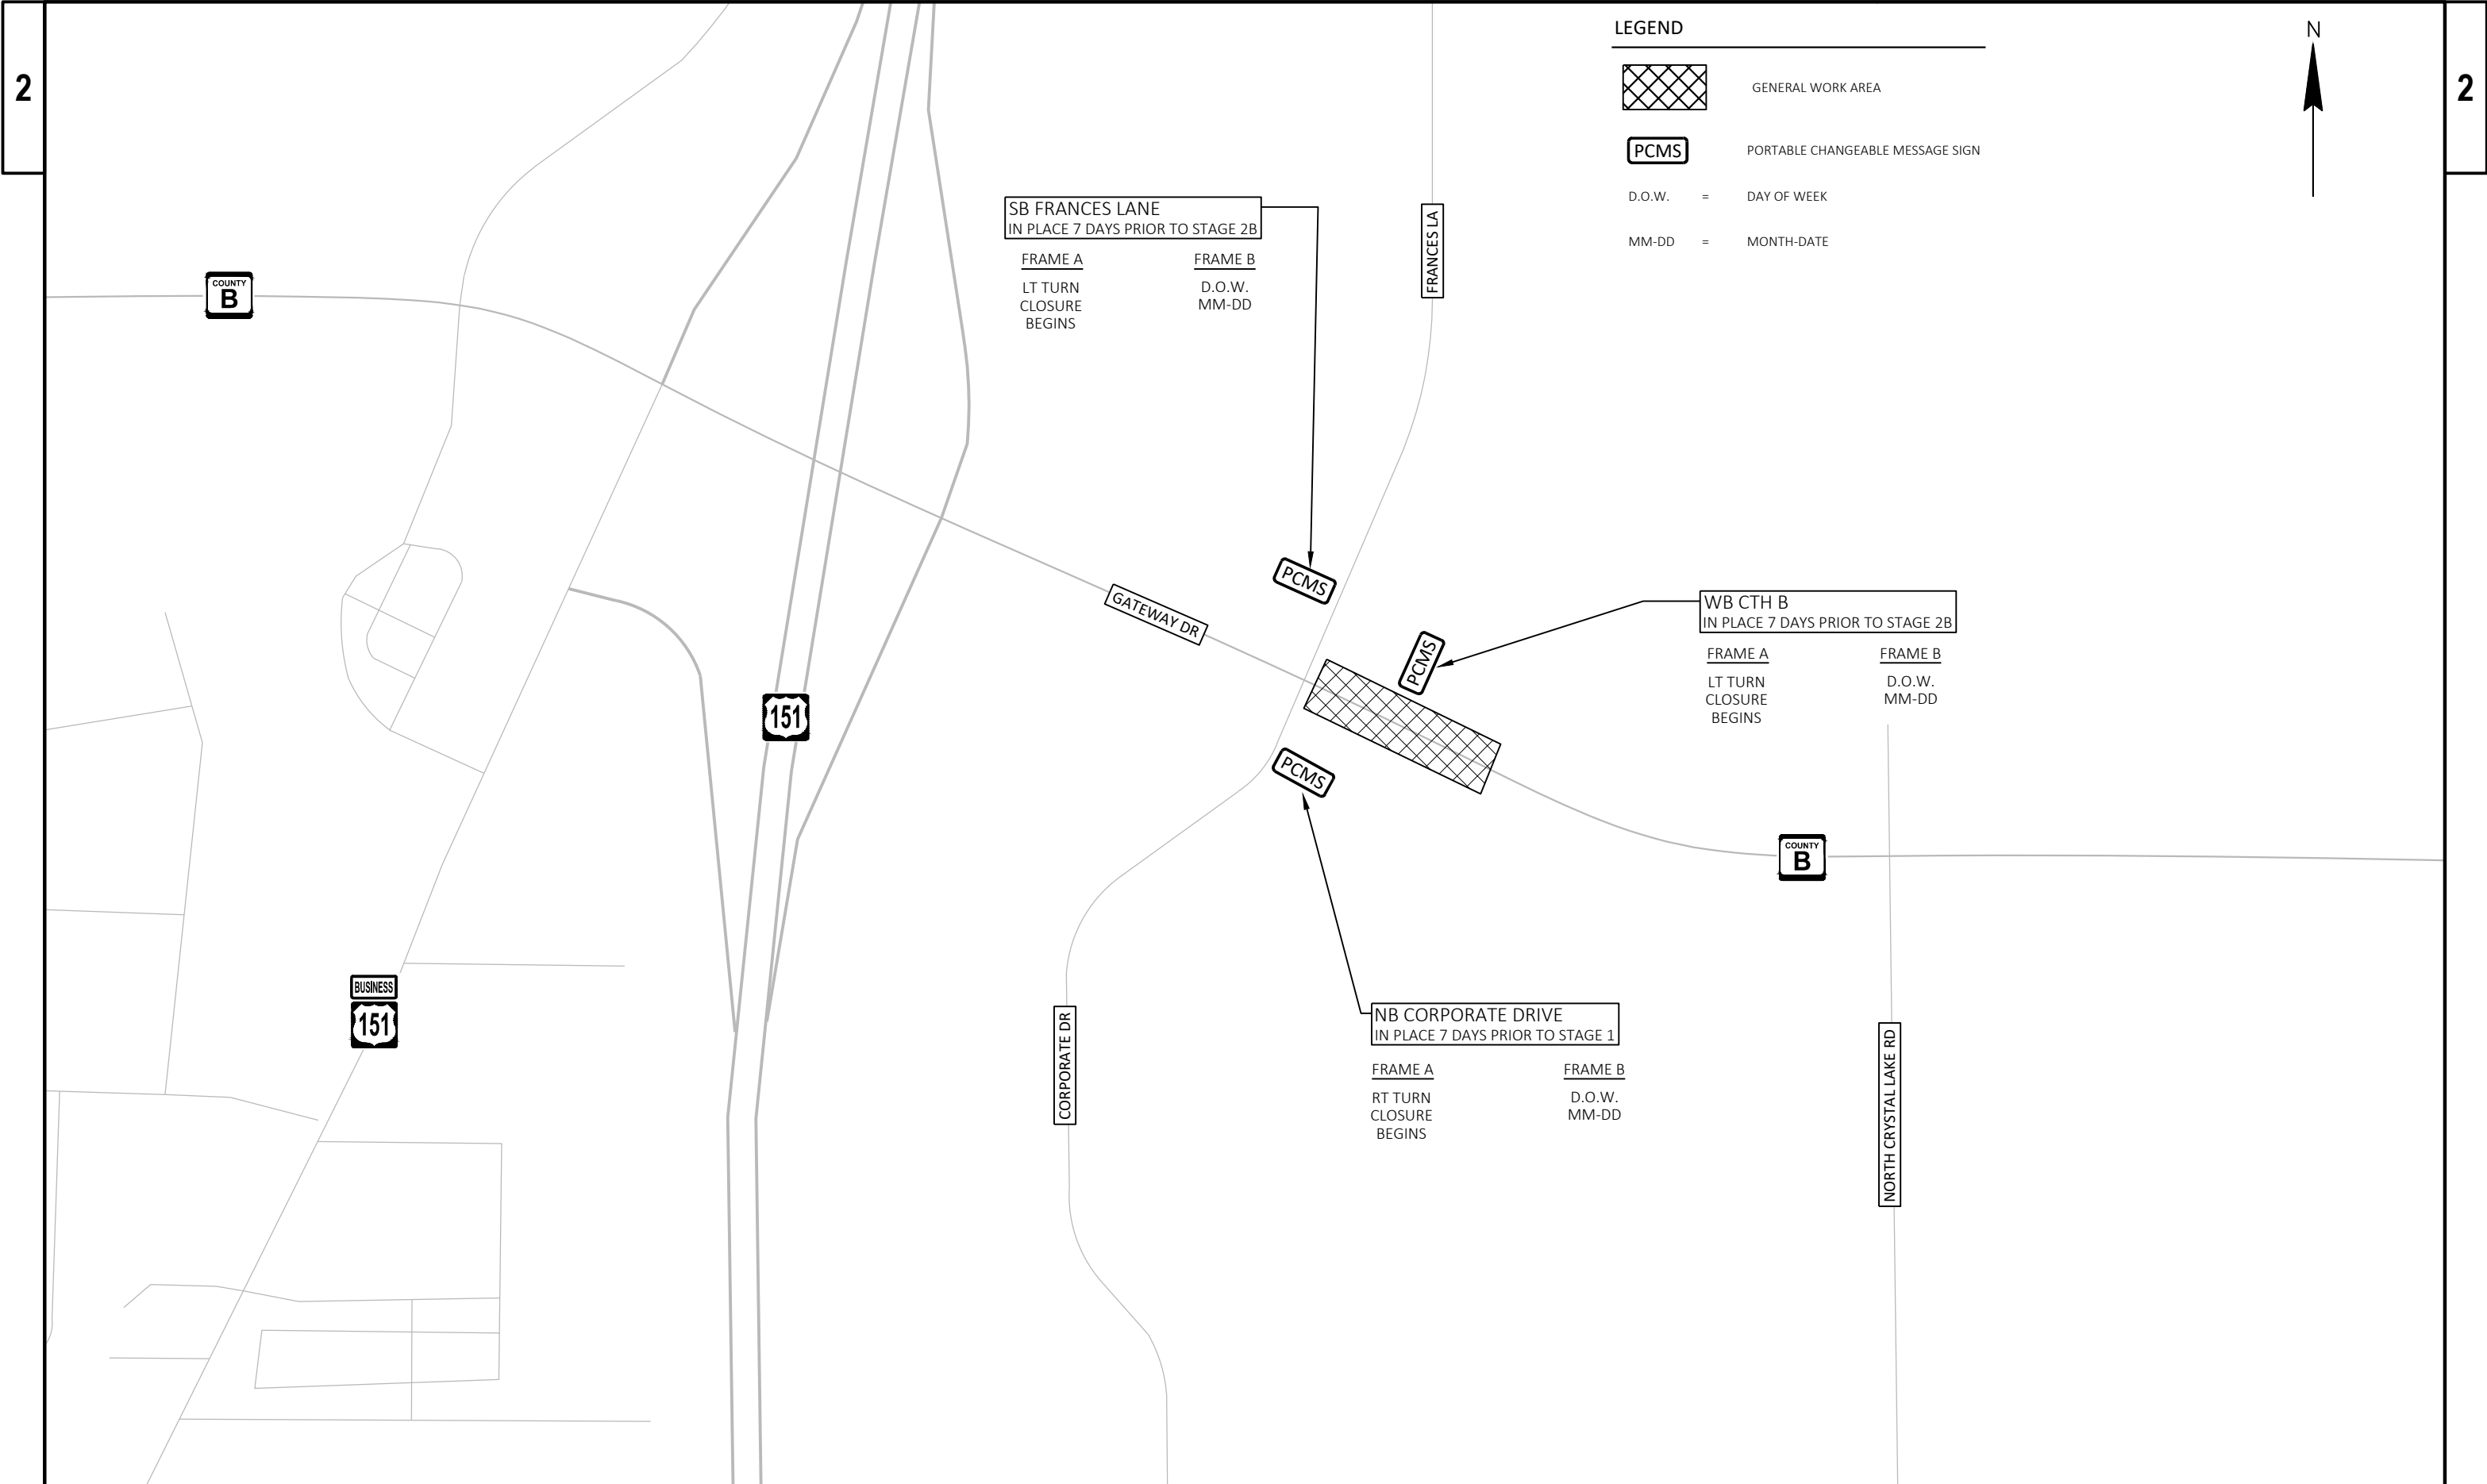 2
2
LEGEND
GENERAL WORK AREA
PCMS
PORTABLE CHANGEABLE MESSAGE SIGN
D.O.W. = DAY OF WEEK
MM-DD = MONTH-DATE
N
SB FRANCES LANE
IN PLACE 7 DAYS PRIOR TO STAGE 2B
FRAME A
LT TURN
CLOSURE
BEGINS
FRAME B
D.O.W.
MM-DD
FRANCES LA
COUNTY
B
PCMS
GATEWAY DR
PCMS
WB CTH B
IN PLACE 7 DAYS PRIOR TO STAGE 2B
FRAME A
LT TURN
CLOSURE
BEGINS
FRAME B
D.O.W.
MM-DD
151
PCMS
COUNTY
B
BUSINESS
151
CORPORATE DR
NB CORPORATE DRIVE
IN PLACE 7 DAYS PRIOR TO STAGE 1
FRAME A
RT TURN
CLOSURE
BEGINS
FRAME B
D.O.W.
MM-DD
NORTH CRYSTAL LAKE RD